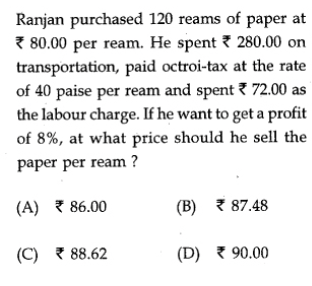 Ranjan purchased 120 reams of paper at
₹ 80.00 per ream. He spent ₹ 280.00 on
transportation, paid octroi-tax at the rate
of 40 paise per ream and spent ₹ 72.00 as
the labour charge. If he want to get a profit
of 8%, at what price should he sell the
paper per ream ?
(A) ₹ 86.00 (B) ₹ 87.48
(C) ₹ 88.62 (D) ₹ 90.00